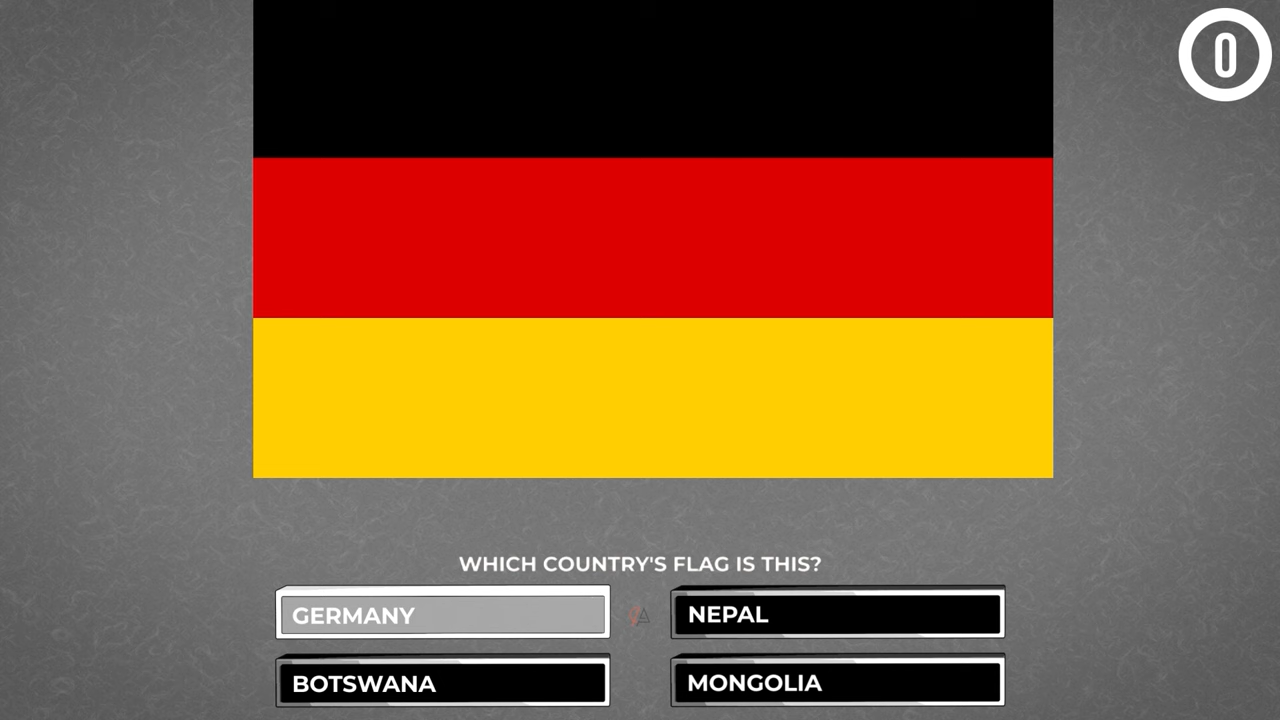 0
WHICH COUNTRY'S FLAG IS THIS?
GERMANY
NEPAL
BOTSWANA
MONGOLIA